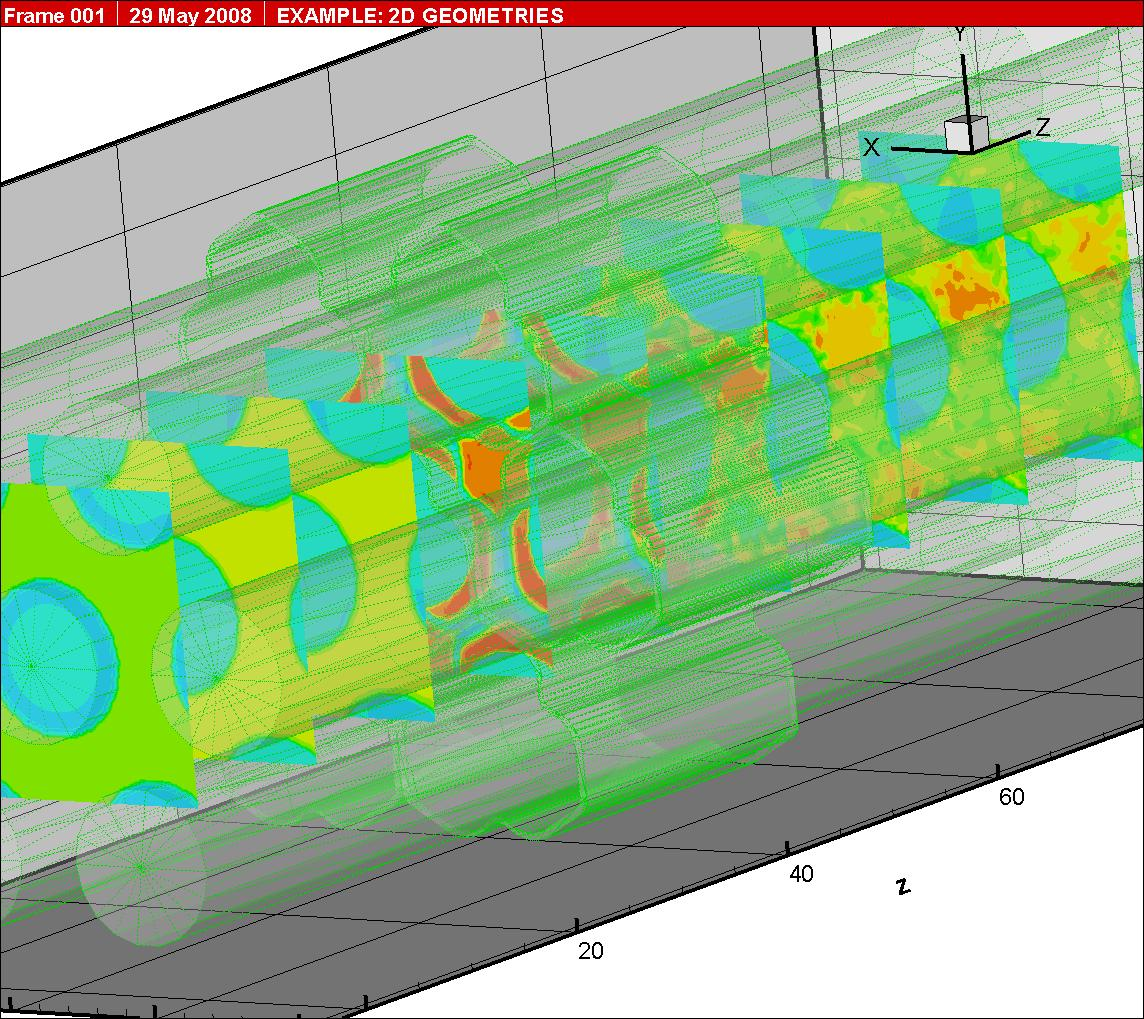 Frame 001 | 29 May 2008 | EXAMPLE: 2D GEOMETRIES
Y
Z
X
60
40
z
20